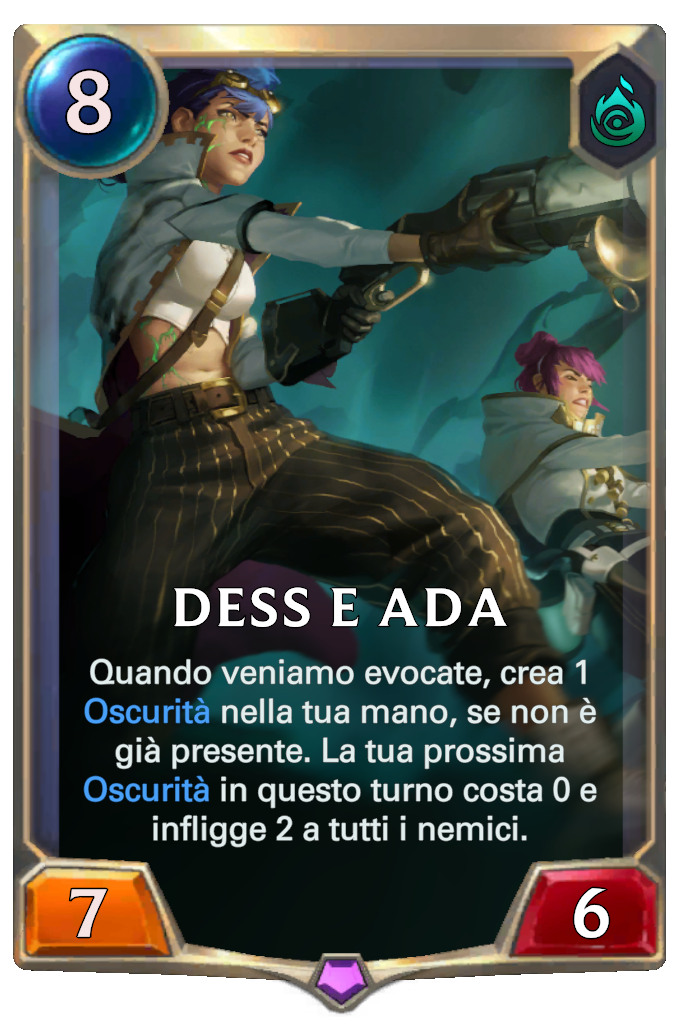 8
DESS E ADA
Quando veniamo evocate, crea 1
Oscurità nella tua mano, se non è
già presente. La tua prossima
Oscurità in questo turno costa 0 e
infligge 2 a tutti i nemici.
7
6